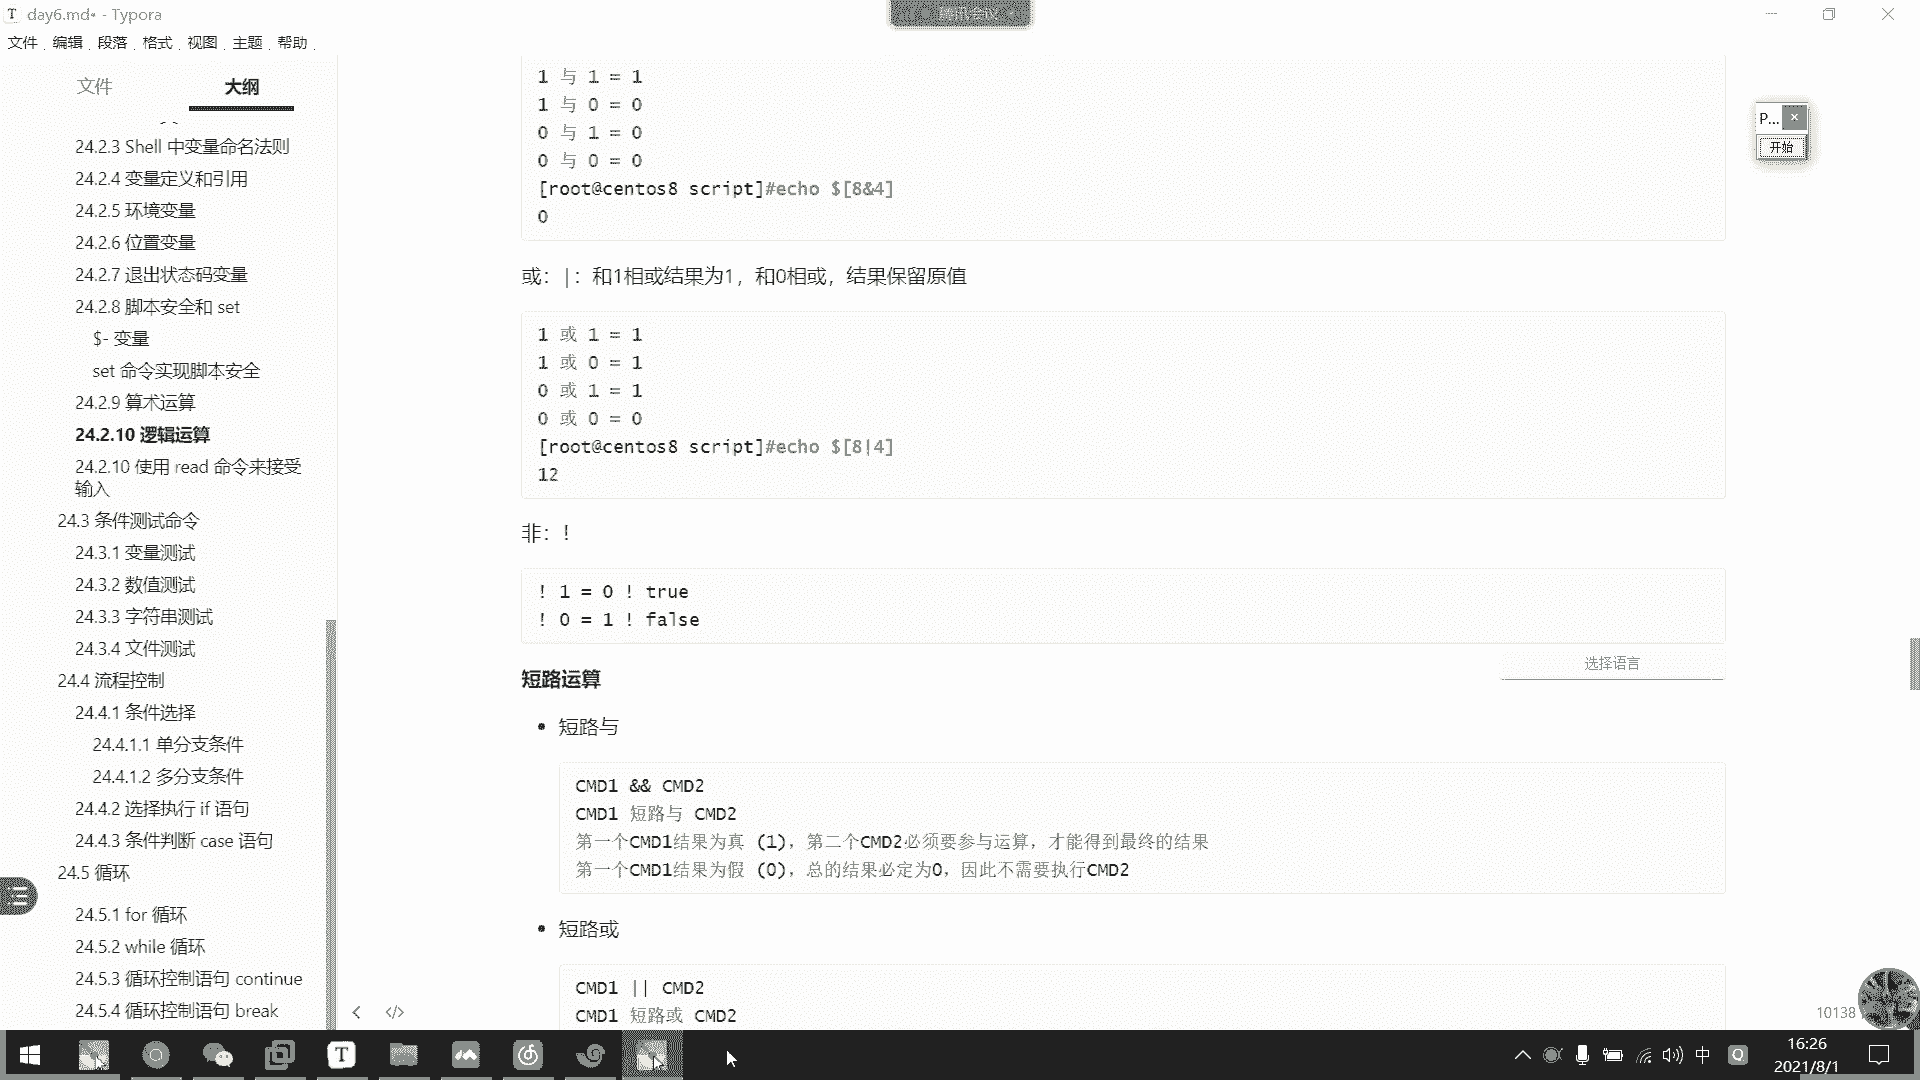 day6.md• - Typora
腾讯会议
文件 编辑 段落 格式 视图 主题 帮助
文件 大纲
24.2.3 Shell 中变量命名法则
24.2.4 变量定义和引用
24.2.5 环境变量
24.2.6 位置变量
24.2.7 退出状态码变量
24.2.8 脚本安全和 set
$- 变量
set 命令实现脚本安全
24.2.9 算术运算
24.2.10 逻辑运算
24.2.10 使用 read 命令来接受
输入
24.3 条件测试命令
24.3.1 变量测试
24.3.2 数值测试
24.3.3 字符串测试
24.3.4 文件测试
24.4 流程控制
24.4.1 条件选择
24.4.1.1 单分支条件
24.4.1.2 多分支条件
24.4.2 选择执行 if 语句
24.4.3 条件判断 case 语句
24.5 循环
24.5.1 for 循环
24.5.2 while 循环
24.5.3 循环控制语句 continue
24.5.4 循环控制语句 break
1 与 1 = 1
1 与 0 = 0
0 与 1 = 0
0 与 0 = 0
[root@centos8 script]#echo $[8&4]
0
或：|：和1相或结果为1，和0相或，结果保留原值
1 或 1 = 1
1 或 0 = 1
0 或 1 = 1
0 或 0 = 0
[root@centos8 script]#echo $[8|4]
12
非：!
! 1 = 0 ! true
! 0 = 1 ! false
选择语言
短路运算
• 短路与
CMD1 && CMD2
CMD1 短路与 CMD2
第一个CMD1结果为真 (1)，第二个CMD2必须要参与运算，才能得到最终的结果
第一个CMD1结果为假 (0)，总的结果必定为0，因此不需要执行CMD2
• 短路或
CMD1 || CMD2
CMD1 短路或 CMD2
P...
开始
10138
中
16:26
2021/8/1